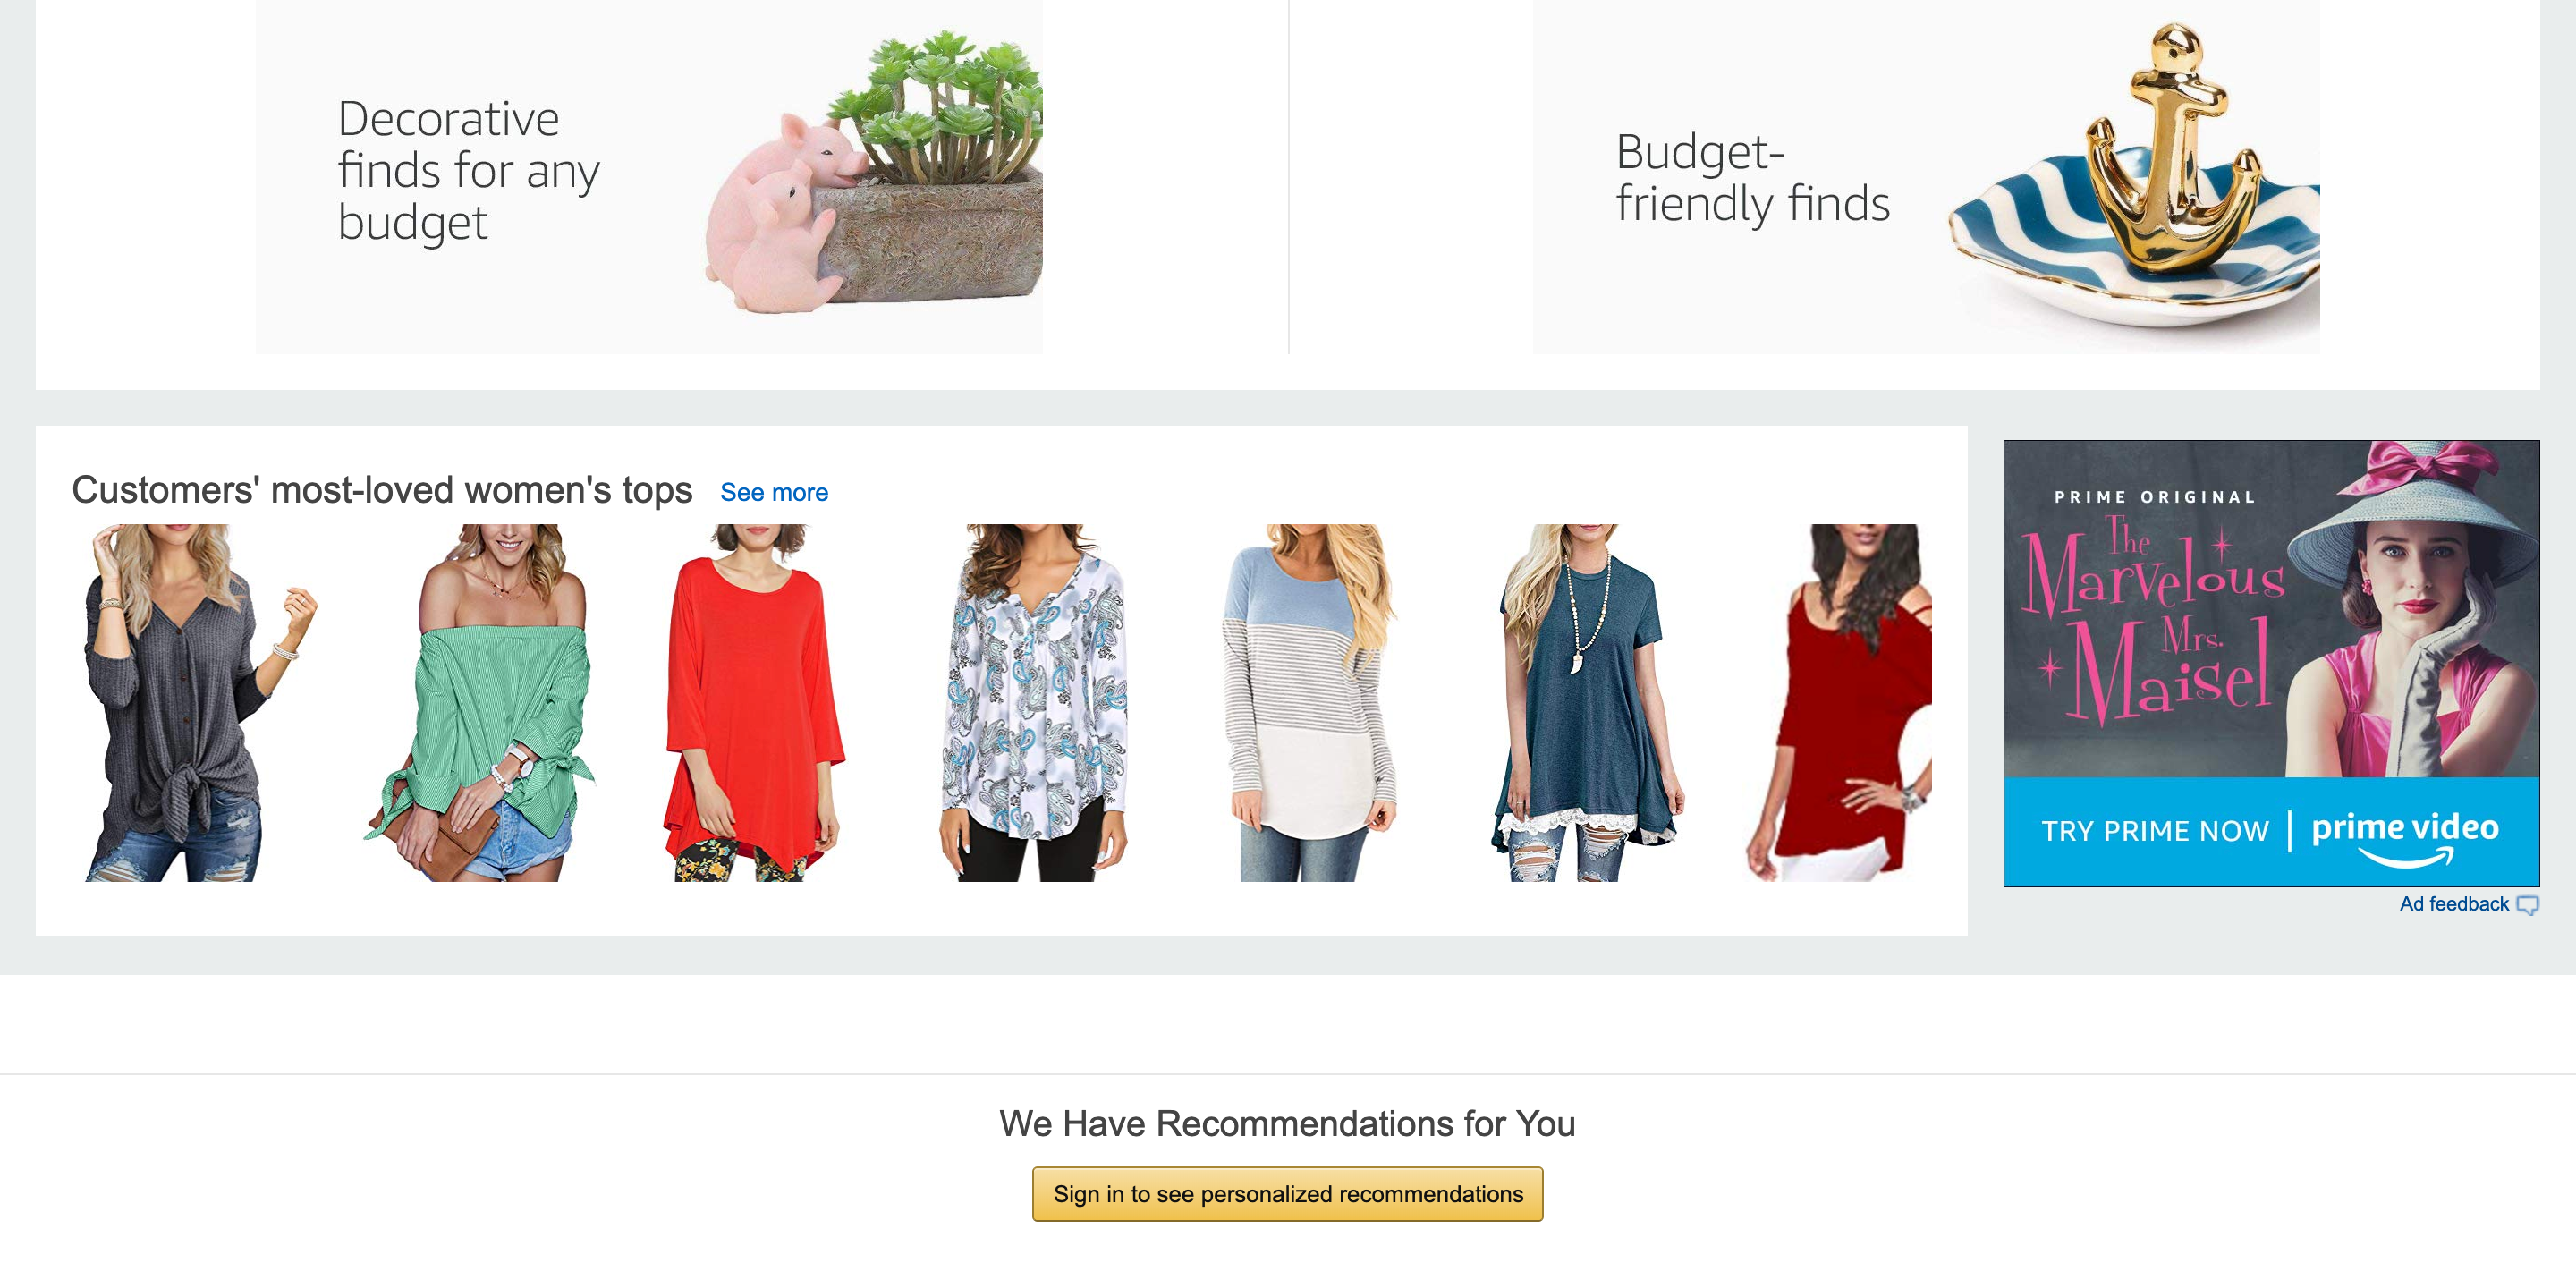 Decorative
finds for any
budget
Budget-
friendly finds
Customers' most-loved women's tops See more
PRIME ORIGINAL
The
Marvelous
Mrs.
Maisel
TRY PRIME NOW | prime video
Ad feedback
We Have Recommendations for You
Sign in to see personalized recommendations